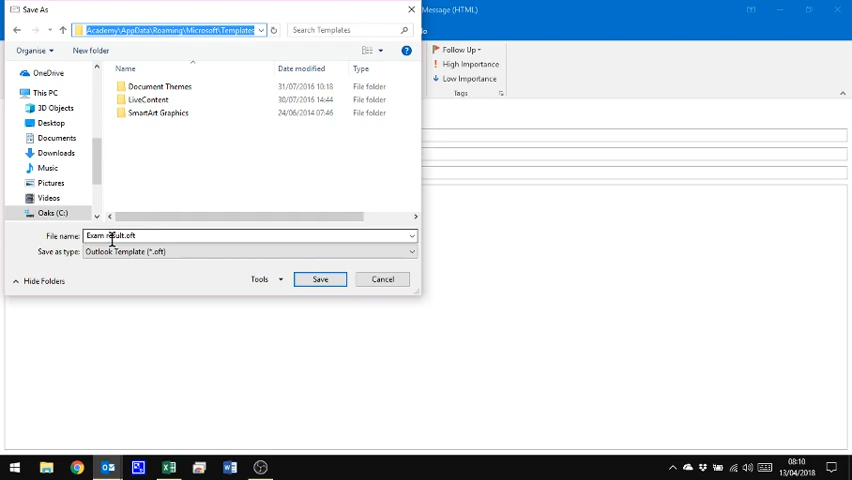 Save As
Message (HTML)
Academy\AppData\Roaming\Microsoft\Templates
Search Templates
Organise
New folder
?
Follow Up
High Importance
Low Importance
Tags
OneDrive
This PC
3D Objects
Desktop
Documents
Downloads
Music
Pictures
Videos
Oaks (C:)
Name
Date modified
Type
Document Themes 31/07/2016 10:18 File folder
LiveContent 30/07/2016 14:44 File folder
SmartArt Graphics 24/06/2014 07:46 File folder
File name: Exam result.oft
Save as type: Outlook Template (*.oft)
Hide Folders
Tools
Save
Cancel
08:10
13/04/2018